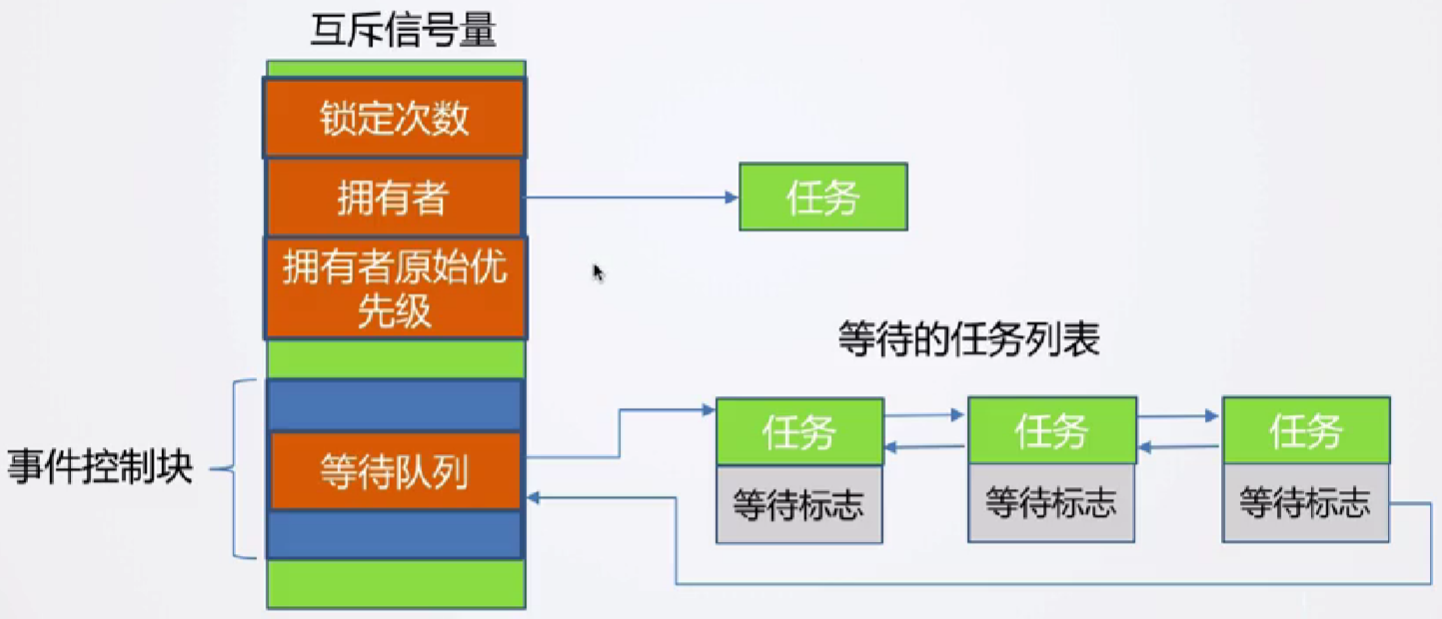 互斥信号量
锁定次数
拥有者
任务
拥有者原始优
先级
等待的任务列表
事件控制块
等待队列
任务
任务
任务
等待标志
等待标志
等待标志